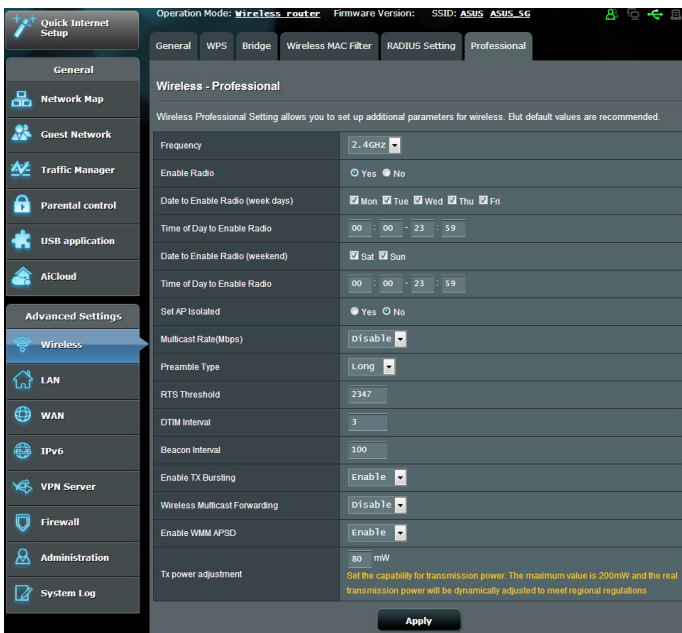 Operation Mode: Wireless router Firmware Version: SSID: ASUS ASUS_5G
Quick Internet
Setup
General
Network Map
Guest Network
Traffic Manager
Parental control
USB application
AiCloud
Advanced Settings
Wireless
LAN
WAN
IPv6
VPN Server
Firewall
Administration
System Log
General WPS Bridge Wireless MAC Filter RADIUS Setting Professional
Wireless - Professional
Wireless Professional Setting allows you to set up additional parameters for wireless. But default values are recommended.
Frequency 2.4GHz
Enable Radio Yes No
Date to Enable Radio (week days) Mon Tue Wed Thu Fri
Time of Day to Enable Radio 00 : 00 - 23 : 59
Date to Enable Radio (weekend) Sat Sun
Time of Day to Enable Radio 00 : 00 - 23 : 59
Set AP Isolated Yes No
Multicast Rate(Mbps) Disable
Preamble Type Long
RTS Threshold 2347
DTIM Interval 3
Beacon Interval 100
Enable TX Bursting Enable
Wireless Multicast Forwarding Disable
Enable WMM APSD Enable
Tx power adjustment 80 mW
Set the capability for transmission power. The maximum value is 200mW and the real
transmission power will be dynamically adjusted to meet regional regulations
Apply